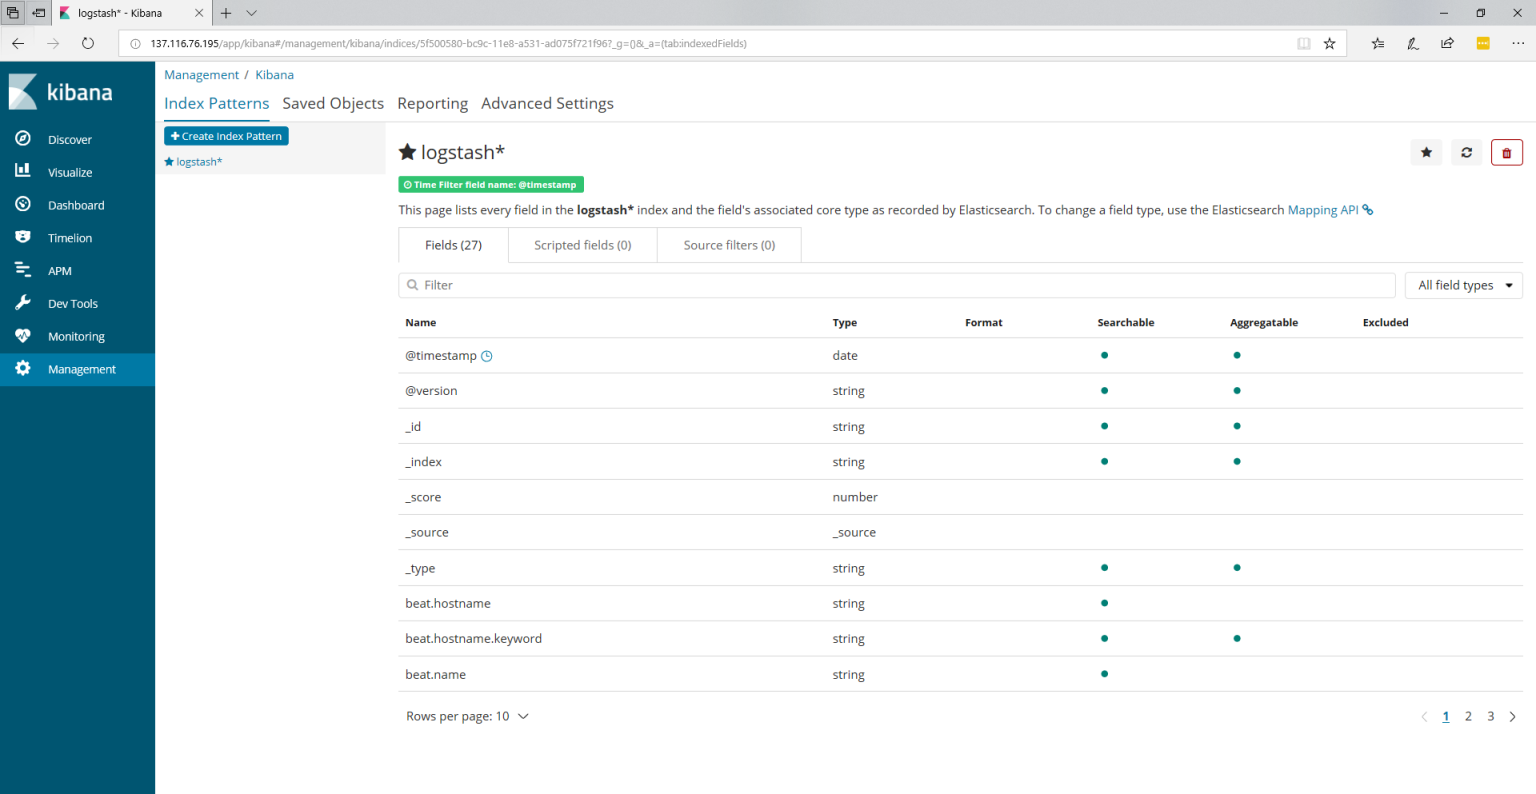 logstash* - Kibana
137.116.76.195/app/kibana#/management/kibana/indices/5f500580-bc9c-11e8-a531-ad075f721f96?_g=()&_a=(tab:indexedFields)
kibana
Discover
Visualize
Dashboard
Timelion
APM
Dev Tools
Monitoring
Management
Management / Kibana
Index Patterns Saved Objects Reporting Advanced Settings
Create Index Pattern
logstash*
logstash*
Time Filter field name: @timestamp
This page lists every field in the logstash* index and the field's associated core type as recorded by Elasticsearch. To change a field type, use the Elasticsearch Mapping API
Fields (27) Scripted fields (0) Source filters (0)
Filter All field types
Name Type Format Searchable Aggregatable Excluded
@timestamp date
@version string
_id string
_index string
_score number
_source _source
_type string
beat.hostname string
beat.hostname.keyword string
beat.name string
Rows per page: 10 1 2 3